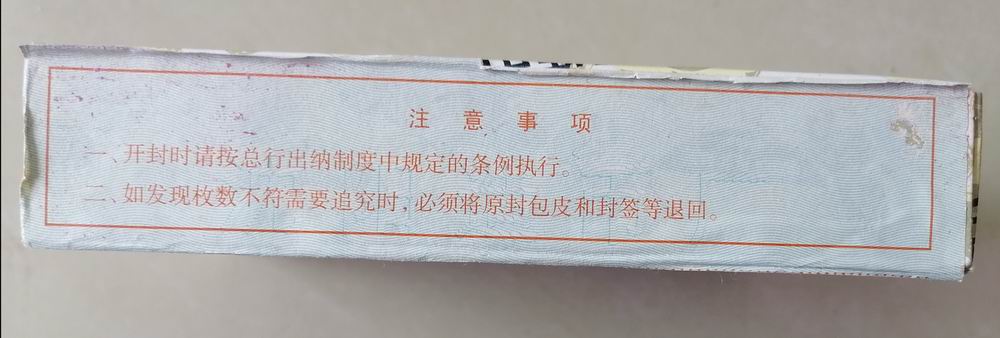 注意事项
一、开封时请按总行出纳制度中规定的条例执行。
二、如发现枚数不符需要追究时,必须将原封包皮和封签等退回。